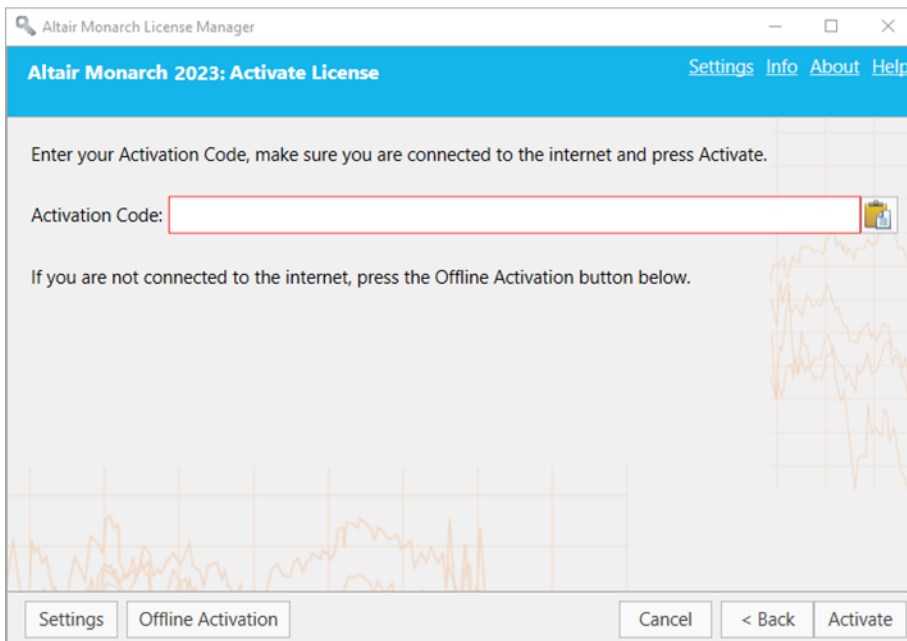 Altair Monarch License Manager
Altair Monarch 2023: Activate License
Settings Info About Help
Enter your Activation Code, make sure you are connected to the internet and press Activate.
Activation Code:
If you are not connected to the internet, press the Offline Activation button below.
Settings Offline Activation Cancel < Back Activate